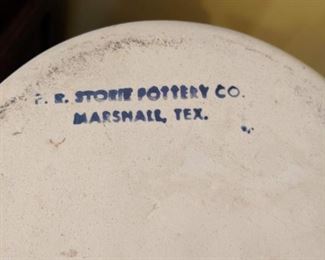 R. STORIE POTTERY CO.
MARSHALL, TEX.